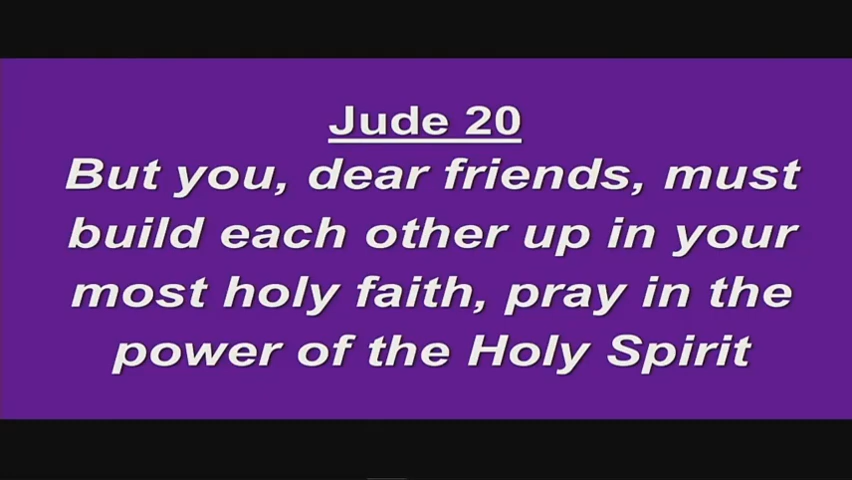 Jude 20
But you, dear friends, must
build each other up in your
most holy faith, pray in the
power of the Holy Spirit